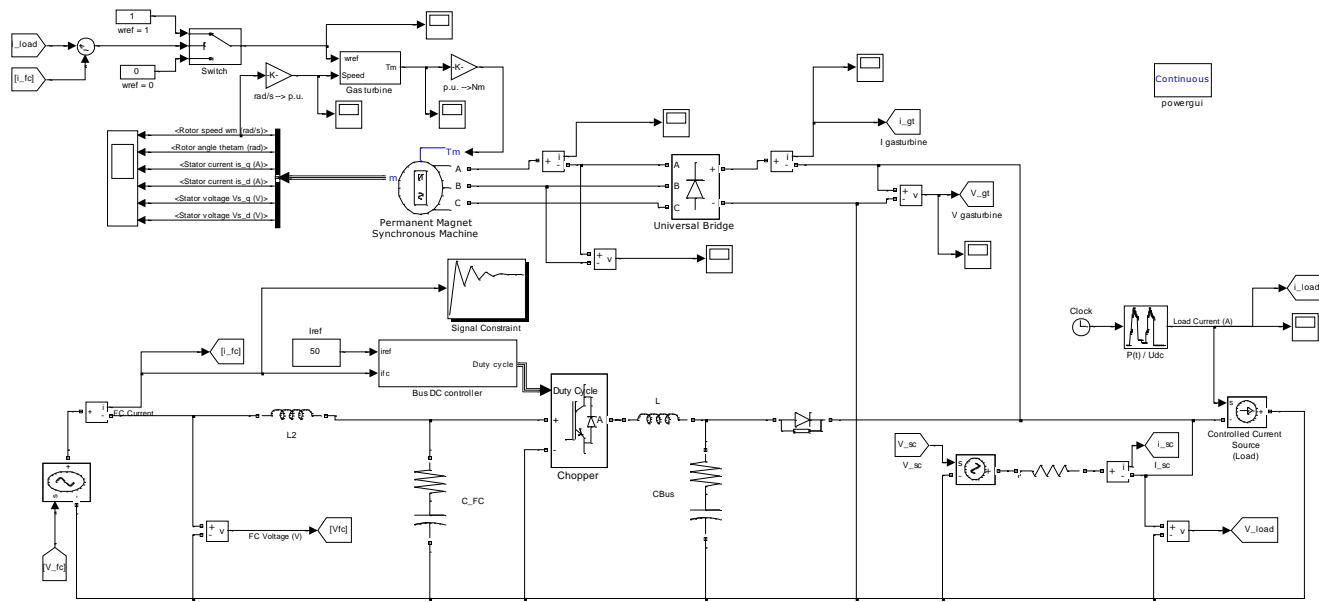 1
wref = 1
i_load
[i_fc]
0
wref = 0
Switch
-K-
rad/s --> p.u.
wref
Speed
Tm
Gas turbine
-K-
p.u. -->Nm
Continuous
powergui
<Rotor speed wm (rad/s)>
<Rotor angle thetam (rad)>
<Stator current is_q (A)>
<Stator current is_d (A)>
<Stator voltage Vs_q (V)>
<Stator voltage Vs_d (V)>
m
Tm
A
B
C
Permanent Magnet
Synchronous Machine
+
i
-
A
B
C
+
-
Universal Bridge
+
i
-
i_gt
I gasturbine
+
-
v
V_gt
V gasturbine
+
-
v
Signal Constraint
[i_fc]
Iref
50
iref
ifc
Duty cycle
Bus DC controller
Clock
P(t) / Udc
Load Current (A)
i_load
+
i
-
FC Current
L2
Duty Cycle
+
-
A
Chopper
L
s
-
+
Controlled Current
Source
(Load)
+
s
-
C_FC
CBus
V_sc
V_sc
s
-
+
+
i
-
i_sc
I_sc
+
-
v
FC Voltage (V)
[Vfc]
+
-
v
V_load
[V_fc]